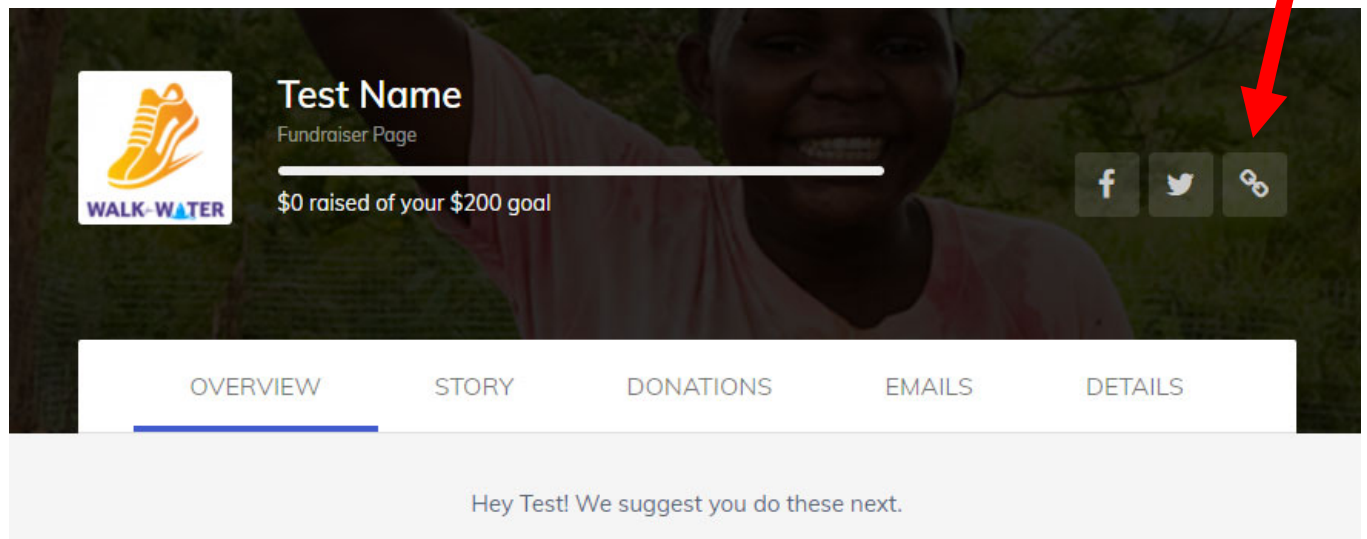 Test Name
Fundraiser Page
$0 raised of your $200 goal
WALK for WATER
OVERVIEW STORY DONATIONS EMAILS DETAILS
Hey Test! We suggest you do these next.